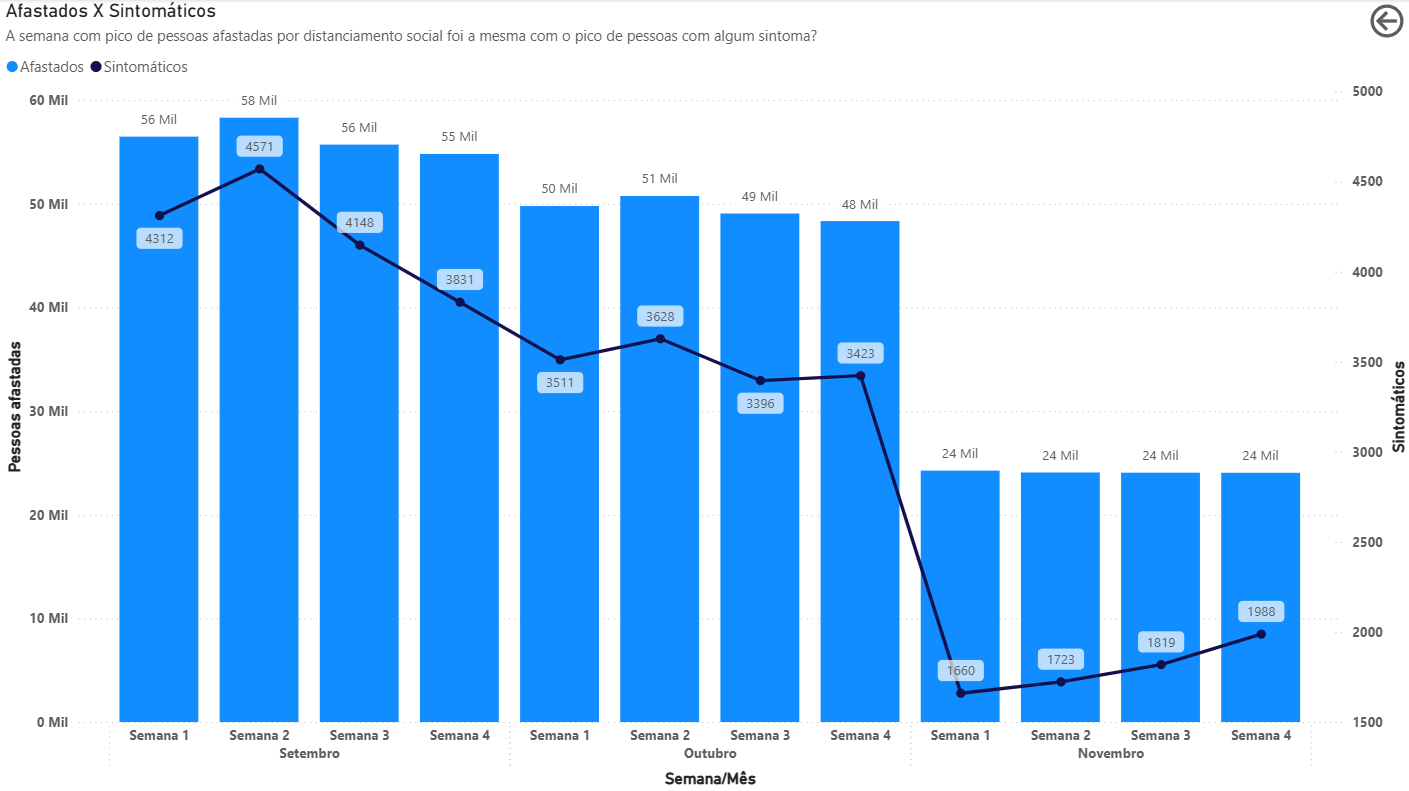 Afastados X Sintomáticos
A semana com pico de pessoas afastadas por distanciamento social foi a mesma com o pico de pessoas com algum sintoma?
Afastados Sintomáticos
60 Mil
50 Mil
40 Mil
30 Mil
20 Mil
10 Mil
0 Mil
Pessoas afastadas
56 Mil
58 Mil
56 Mil
55 Mil
50 Mil
51 Mil
49 Mil
48 Mil
24 Mil
24 Mil
24 Mil
24 Mil
4312
4571
4148
3831
3511
3628
3396
3423
1660
1723
1819
1988
5000
4500
4000
3500
3000
2500
2000
1500
Sintomáticos
Semana 1 Semana 2 Semana 3 Semana 4 Semana 1 Semana 2 Semana 3 Semana 4 Semana 1 Semana 2 Semana 3 Semana 4
Setembro Outubro Novembro
Semana/Mês